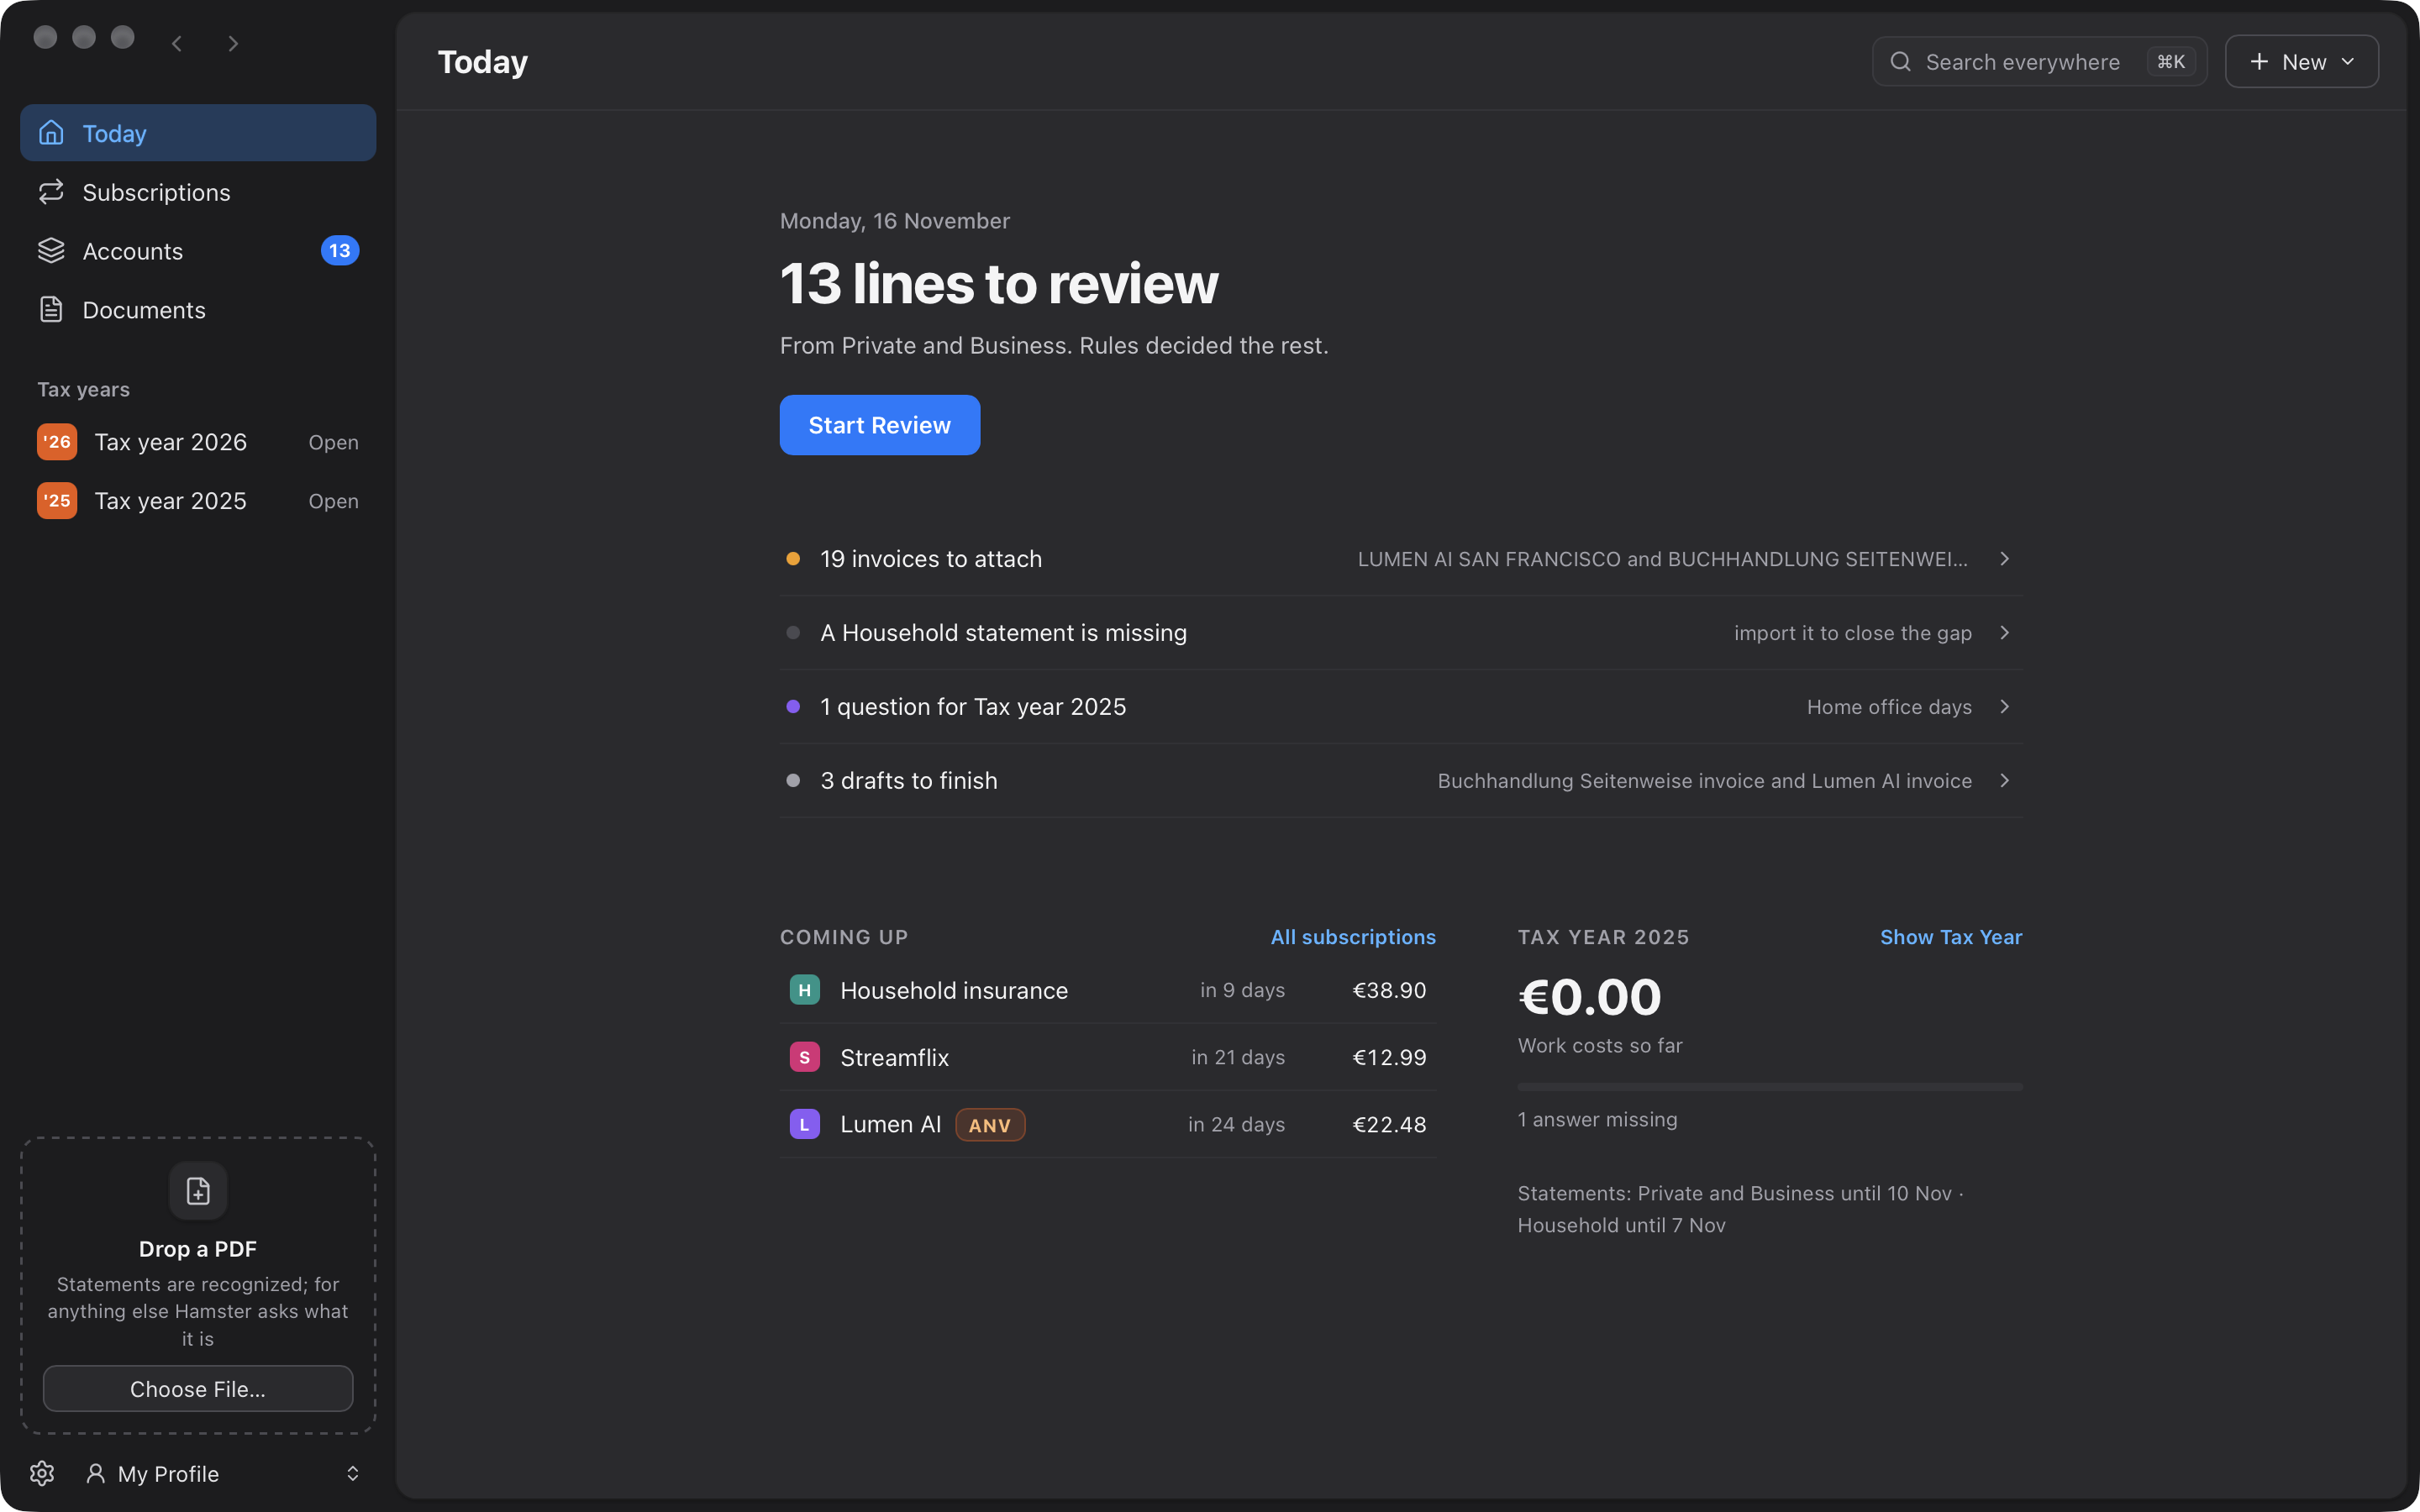 Today
Subscriptions
Accounts 13
Documents
Tax years
'26 Tax year 2026 Open
'25 Tax year 2025 Open
Drop a PDF
Statements are recognized; for
anything else Hamster asks what
it is
Choose File...
My Profile
Today
Search everywhere ⌘K
New
Monday, 16 November
13 lines to review
From Private and Business. Rules decided the rest.
Start Review
19 invoices to attach LUMEN AI SAN FRANCISCO and BUCHHANDLUNG SEITENWEI...
A Household statement is missing import it to close the gap
1 question for Tax year 2025 Home office days
3 drafts to finish Buchhandlung Seitenweise invoice and Lumen AI invoice
COMING UP All subscriptions
H Household insurance in 9 days €38.90
S Streamflix in 21 days €12.99
L Lumen AI ANV in 24 days €22.48
TAX YEAR 2025 Show Tax Year
€0.00
Work costs so far
1 answer missing
Statements: Private and Business until 10 Nov ·
Household until 7 Nov